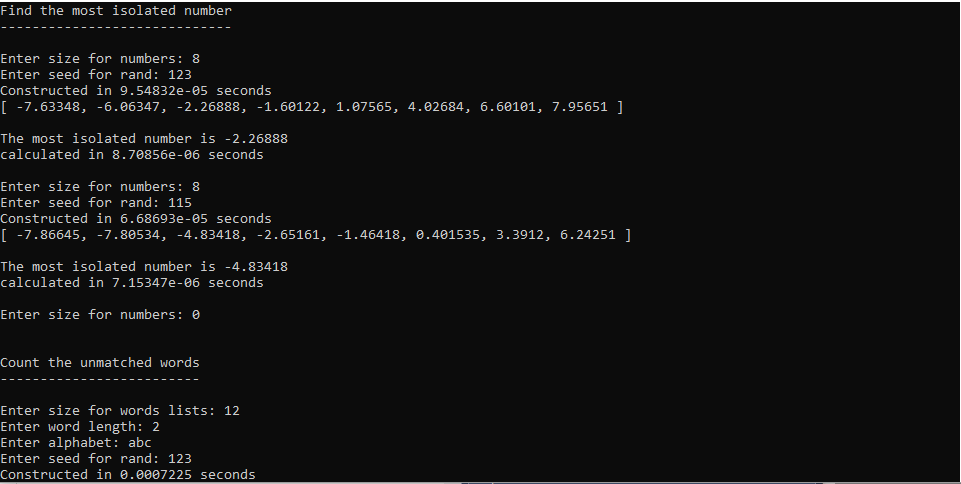 Find the most isolated number
-----------------------------
Enter size for numbers: 8
Enter seed for rand: 123
Constructed in 9.54832e-05 seconds
[ -7.63348, -6.06347, -2.26888, -1.60122, 1.07565, 4.02684, 6.60101, 7.95651 ]
The most isolated number is -2.26888
calculated in 8.70856e-06 seconds
Enter size for numbers: 8
Enter seed for rand: 115
Constructed in 6.68693e-05 seconds
[ -7.86645, -7.80534, -4.83418, -2.65161, -1.46418, 0.401535, 3.3912, 6.24251 ]
The most isolated number is -4.83418
calculated in 7.15347e-06 seconds
Enter size for numbers: 0
Count the unmatched words
-------------------------
Enter size for words lists: 12
Enter word length: 2
Enter alphabet: abc
Enter seed for rand: 123
Constructed in 0.0007225 seconds